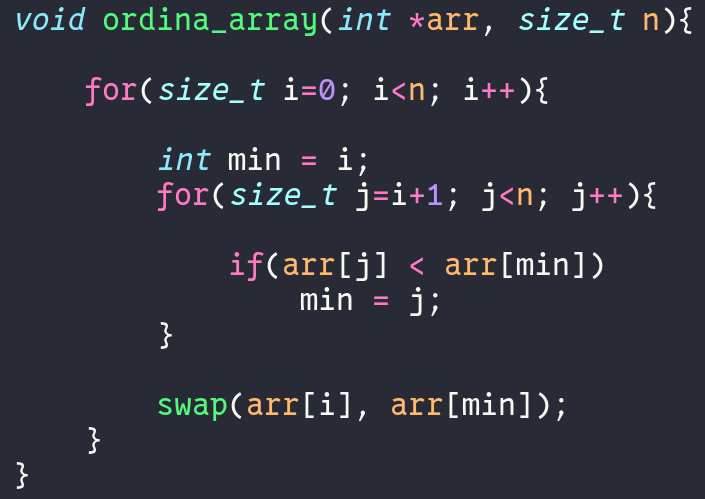 void ordina_array(int *arr, size_t n){
for(size_t i=0; i<n; i++){
int min = i;
for(size_t j=i+1; j<n; j++){
if(arr[j] < arr[min])
min = j;
}
swap(arr[i], arr[min]);
}
}